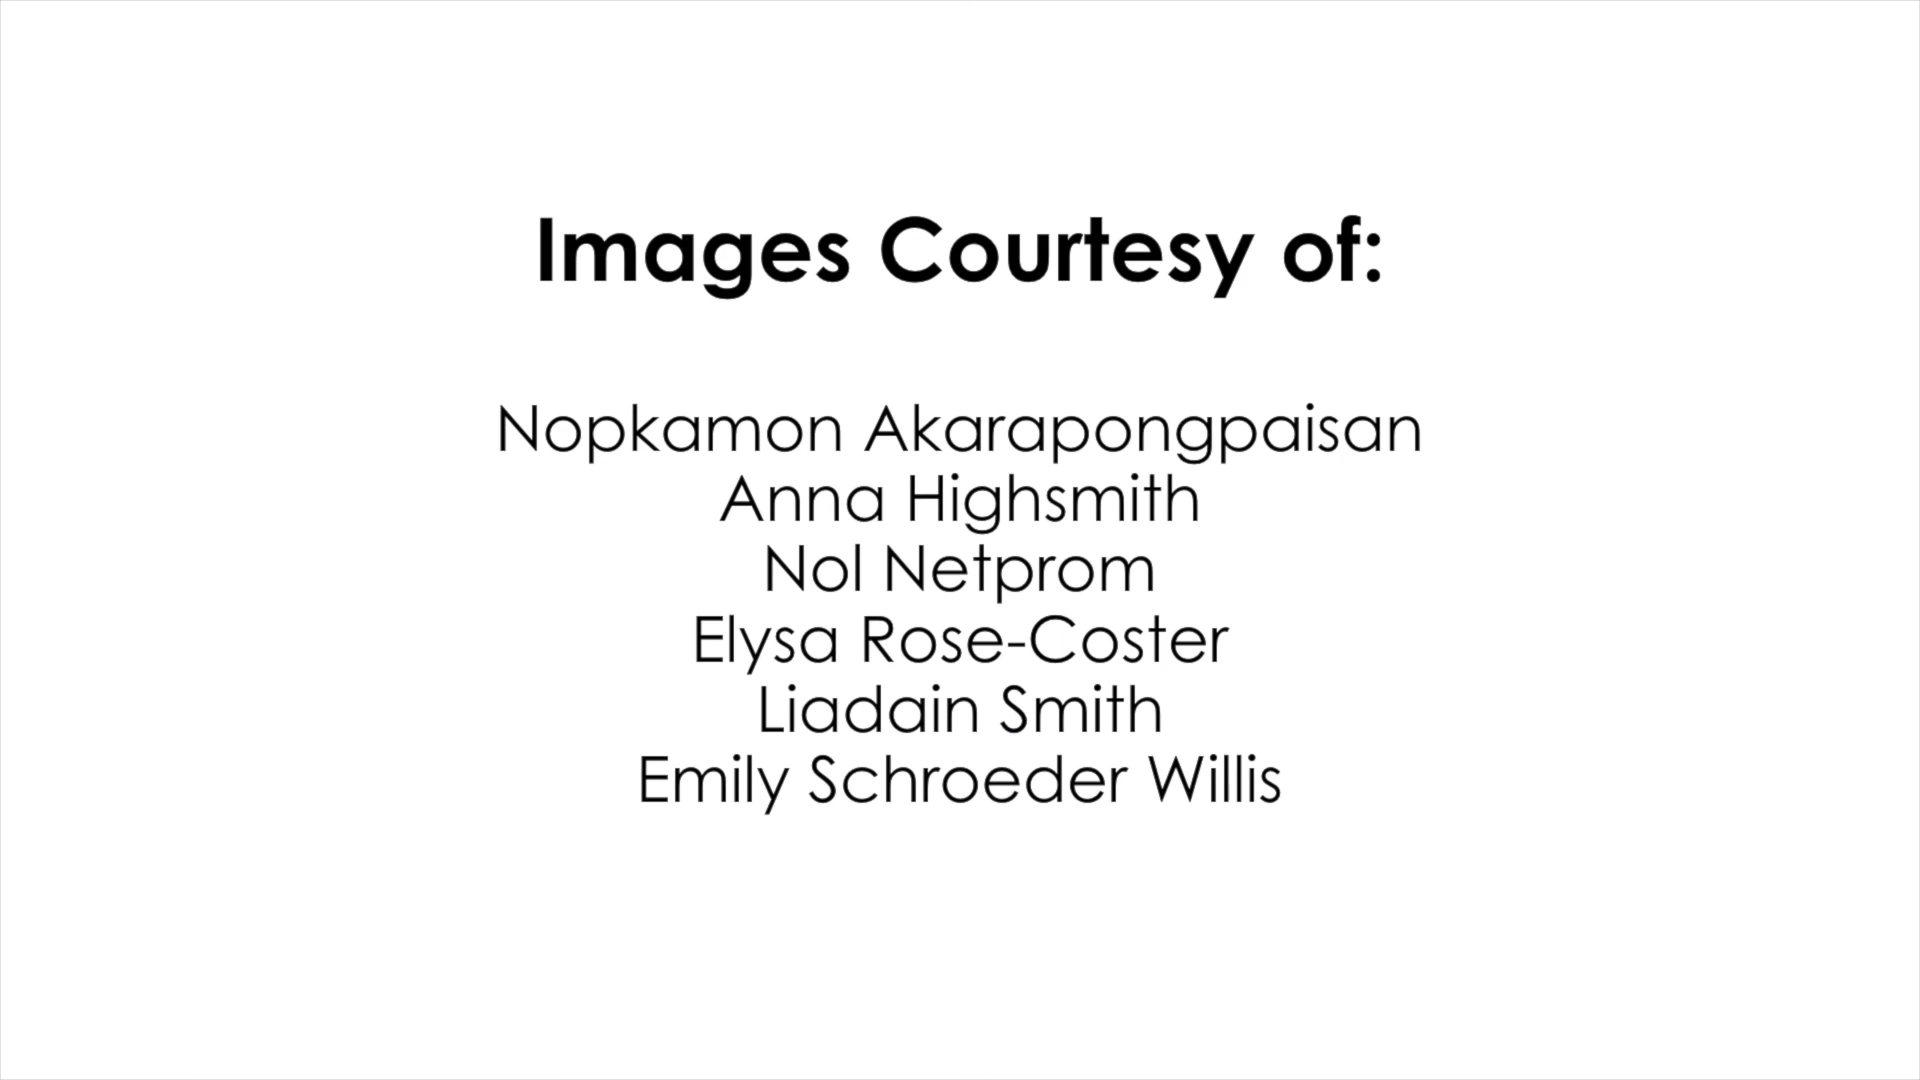 Images Courtesy of:
Nopkamon Akarapongpaisan
Anna Highsmith
Nol Netprom
Elysa Rose-Coster
Liadain Smith
Emily Schroeder Willis